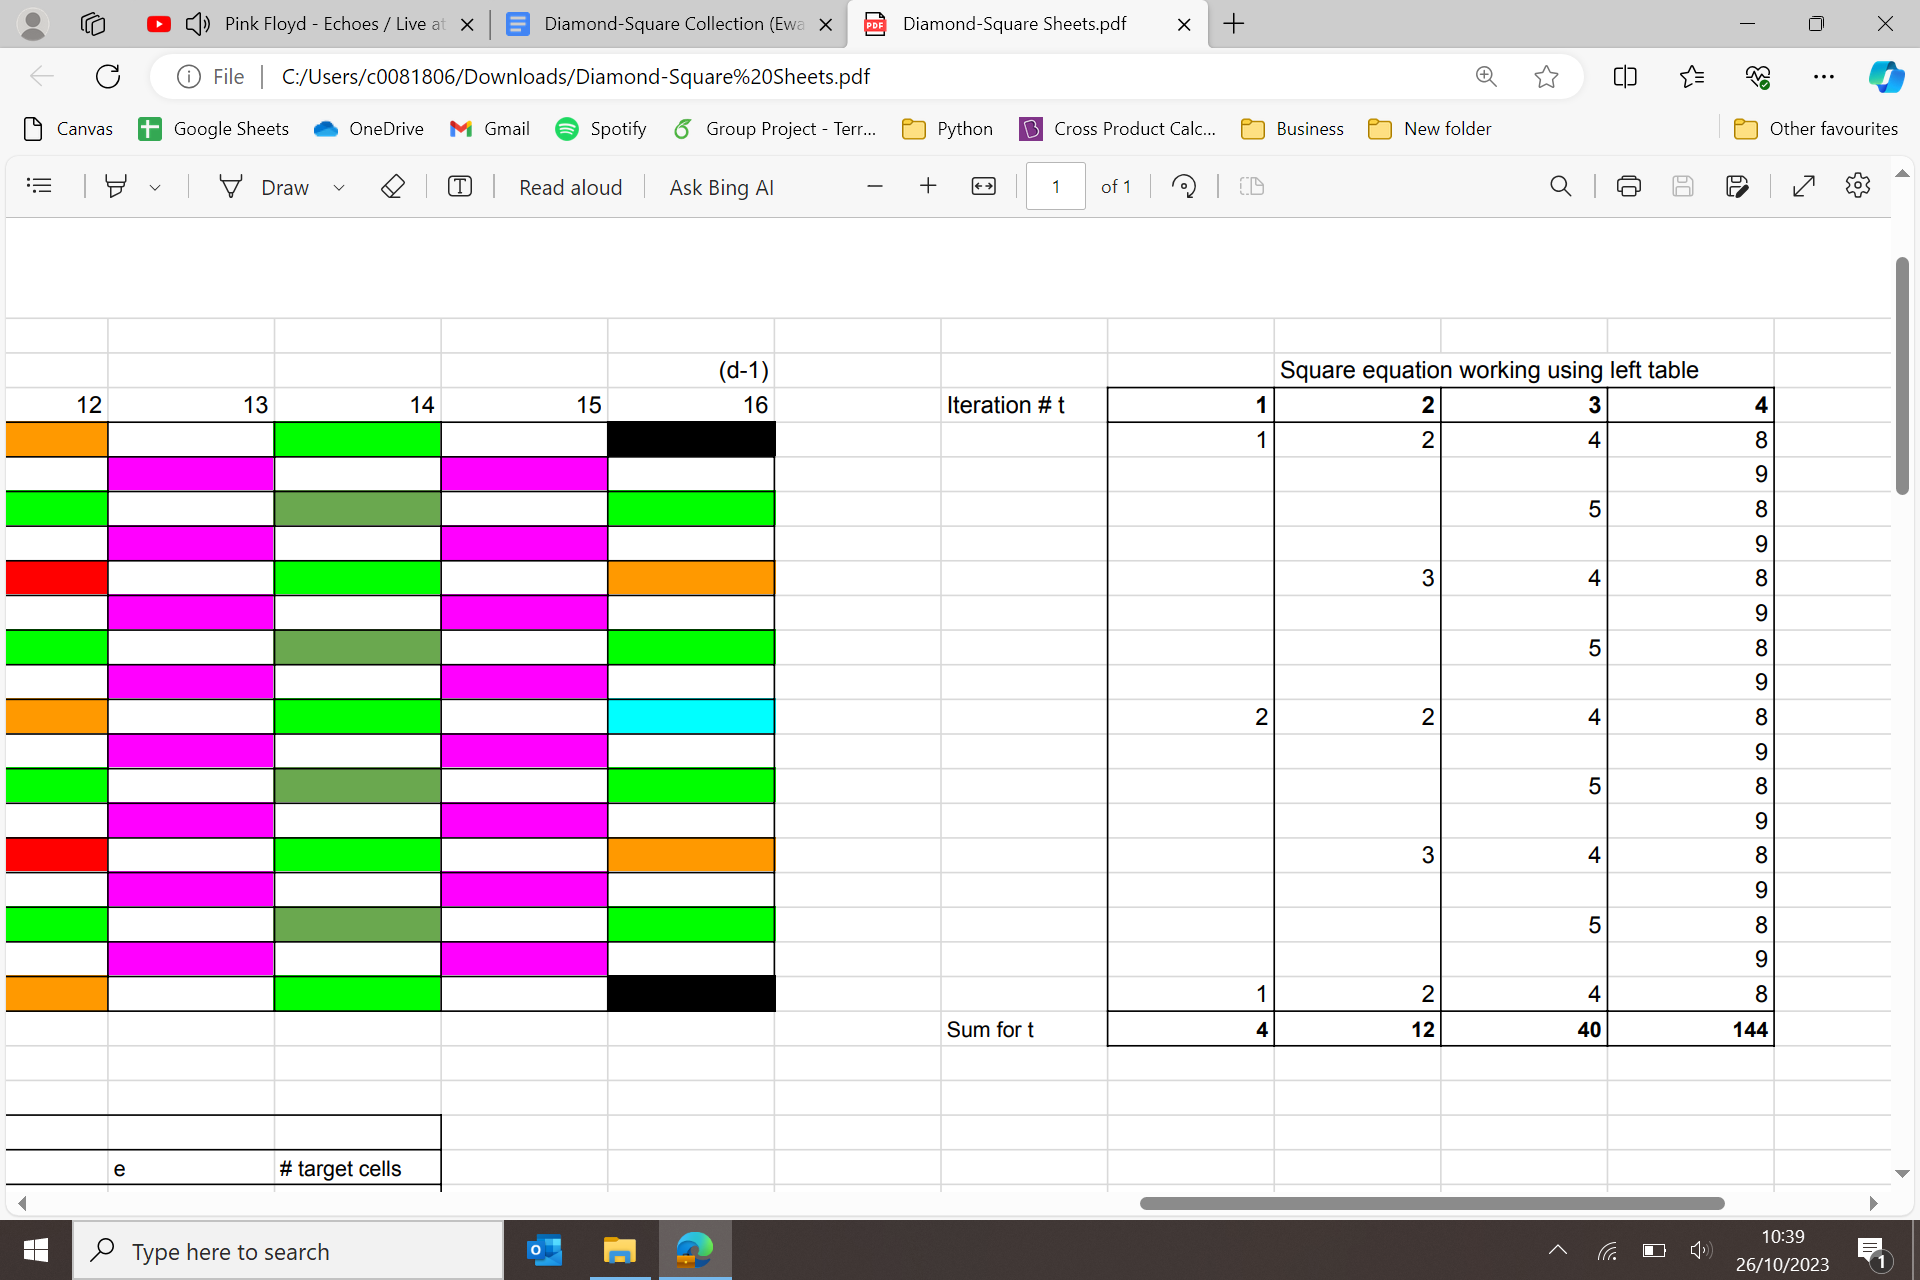 Pink Floyd - Echoes / Live at
Diamond-Square Collection (Ewa
PDF
Diamond-Square Sheets.pdf
File
C:/Users/c0081806/Downloads/Diamond-Square%20Sheets.pdf
Canvas
Google Sheets
OneDrive
Gmail
Spotify
Group Project - Terr...
Python
Cross Product Calc...
Business
New folder
Other favourites
Draw
Read aloud
Ask Bing AI
1 of 1
(d-1)
Square equation working using left table
12 13 14 15 16 Iteration # t 1 2 3 4
1 2 4 8
9
5 8
9
3 4 8
9
5 8
9
2 2 4 8
9
5 8
9
3 4 8
9
5 8
9
1 2 4 8
Sum for t 4 12 40 144
e # target cells
Type here to search
10:39
26/10/2023
1